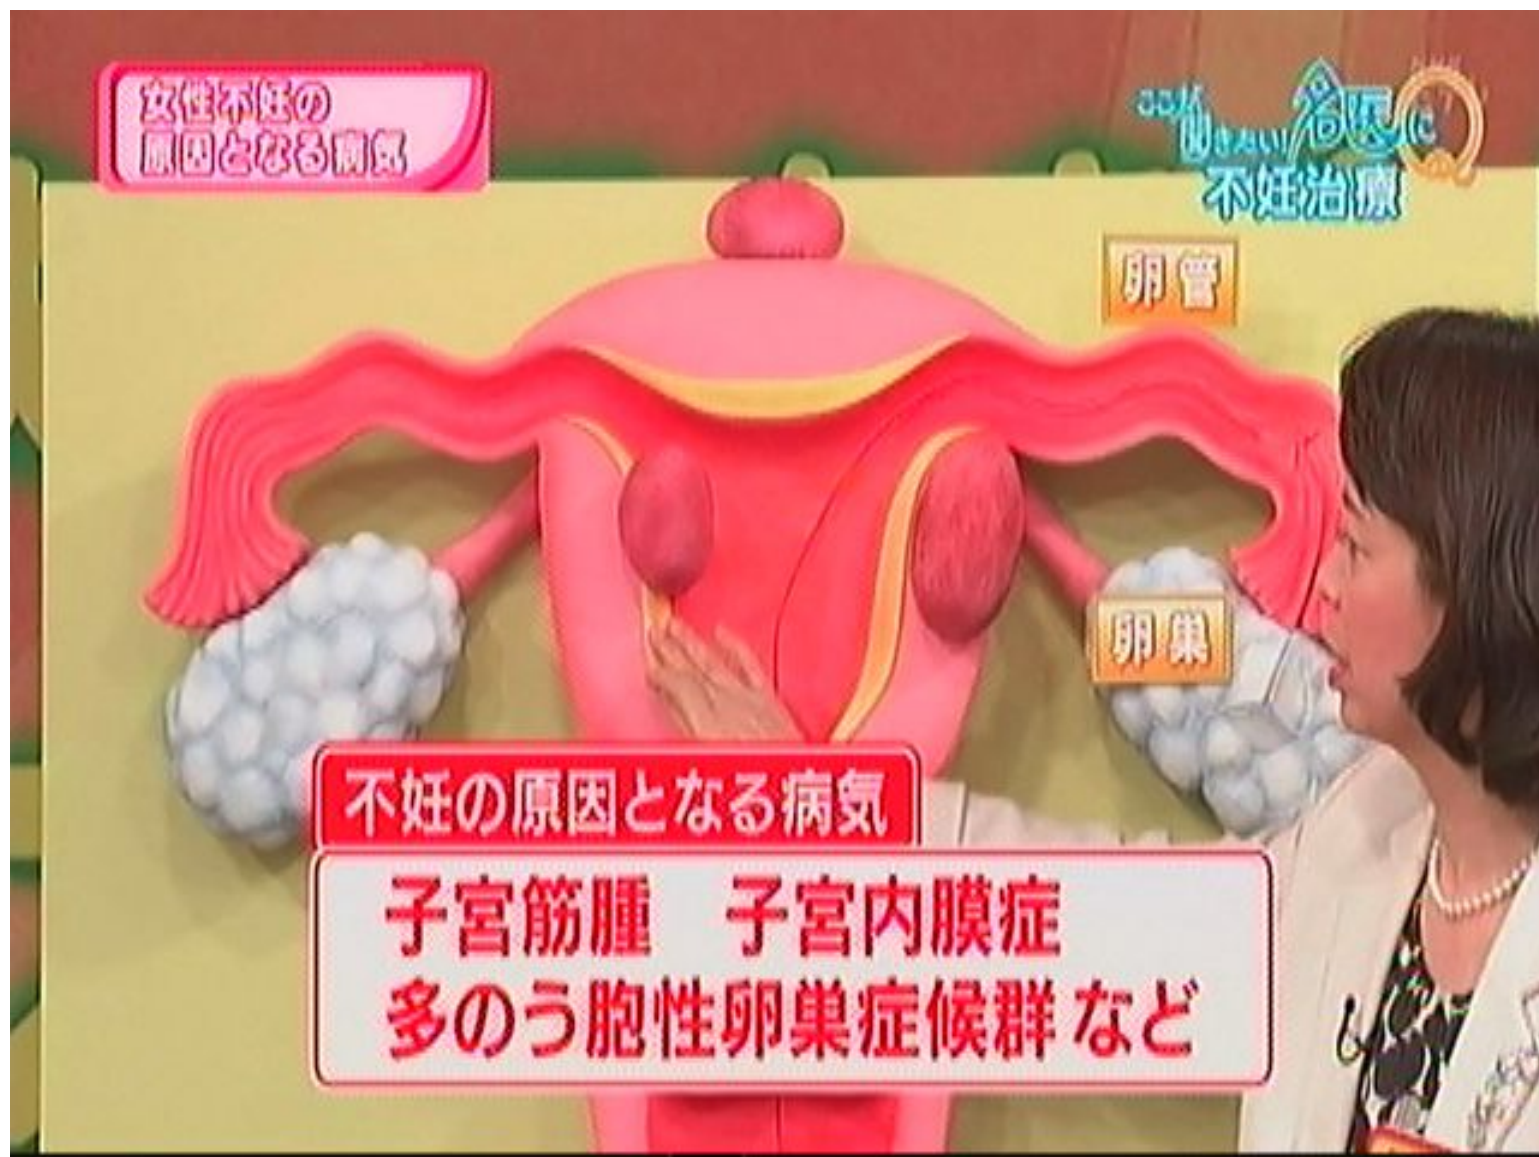 女性不妊の
原因となる病気
ここが
聞きたい!名医にQ
不妊治療
卵管
卵巣
不妊の原因となる病気
子宮筋腫 子宮内膜症
多のう胞性卵巣症候群など